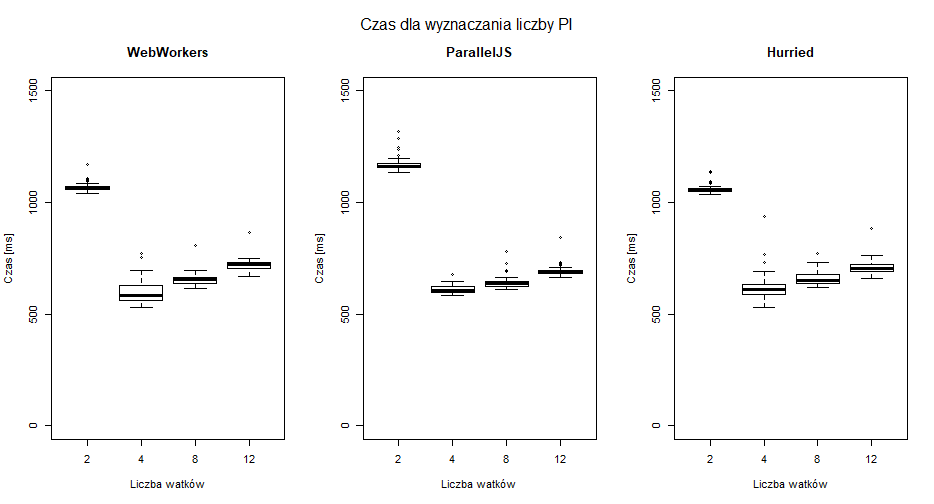 Czas dla wyznaczania liczby PI
WebWorkers
ParallelJS
Hurried
1500
1000
500
0
Czas [ms]
2 4 8 12
Liczba watków
1500
1000
500
0
Czas [ms]
2 4 8 12
Liczba watków
1500
1000
500
0
Czas [ms]
2 4 8 12
Liczba watków